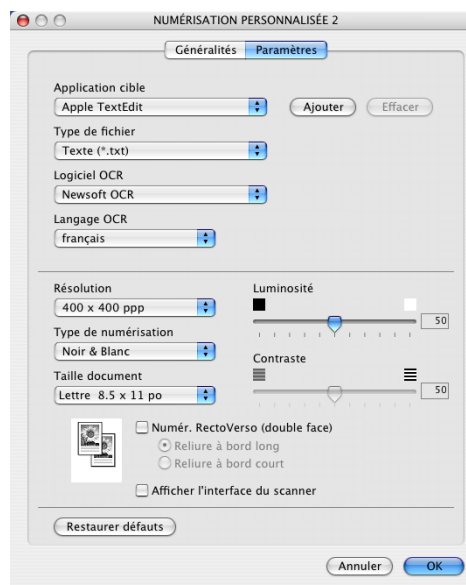 NUMÉRISATION PERSONNALISÉE 2
Généralités Paramètres
Application cible
Apple TextEdit Ajouter Effacer
Type de fichier
Texte (*.txt)
Logiciel OCR
Newsoft OCR
Langage OCR
français
Résolution
400 x 400 ppp
Type de numérisation
Noir & Blanc
Taille document
Lettre 8.5 x 11 po
Luminosité
50
Contraste
50
Numér. RectoVerso (double face)
Reliure à bord long
Reliure à bord court
Afficher l'interface du scanner
Restaurer défauts
Annuler OK